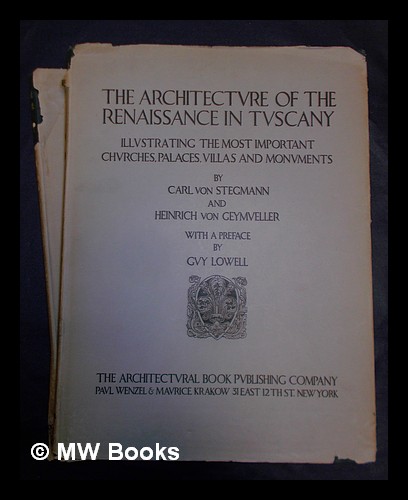 THE ARCHITECTVRE OF THE
RENAISSANCE IN TVSCANY
ILLVSTRATING THE MOST IMPORTANT
CHVRCHES, PALACES, VILLAS AND MONVMENTS
BY
CARL VON STEGMANN
AND
HEINRICH VON GEYMVELLER
WITH A PREFACE
BY
GVY LOWELL
THE ARCHITECTVRAL BOOK PVBLISHING COMPANY
PAVL WENZEL & MAVRICE KRAKOW 31 EAST 12TH ST. NEW YORK
© MW Books